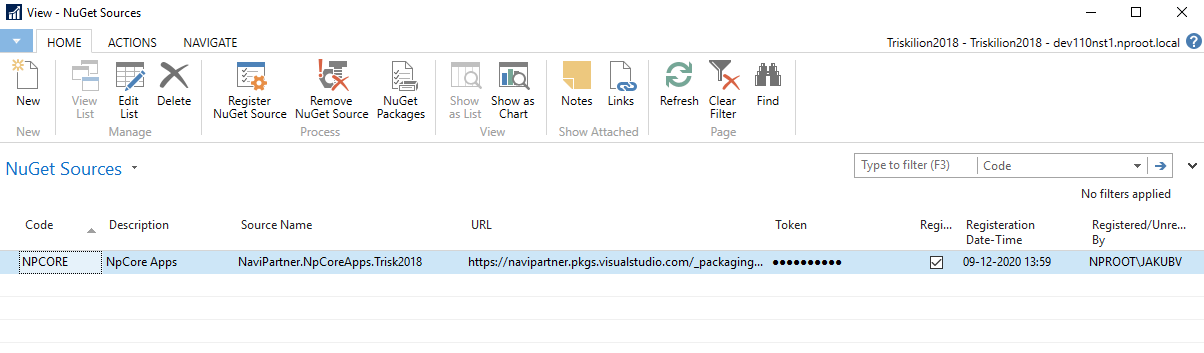 View - NuGet Sources
HOME ACTIONS NAVIGATE
Triskilion2018 - Triskilion2018 - dev110nst1.nproot.local
New
View List
Edit List
Delete
Register NuGet Source
Remove NuGet Source
NuGet Packages
Show as List
Show as Chart
Notes
Links
Refresh
Clear Filter
Find
New Manage Process View Show Attached Page
NuGet Sources
Type to filter (F3) Code
No filters applied
Code Description Source Name URL Token Regi... Registeration Date-Time Registered/Unre... By
NPCORE NpCore Apps NaviPartner.NpCoreApps.Trisk2018 https://navipartner.pkgs.visualstudio.com/_packaging... ●●●●●●●●●● 09-12-2020 13:59 NPROOT\JAKUBV